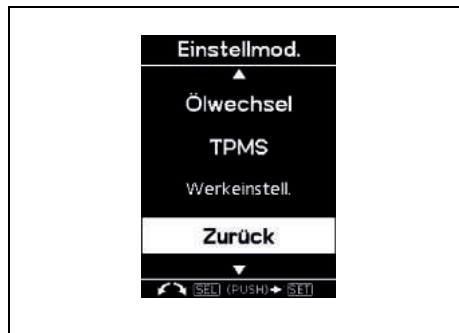 Einstellmod.
Ölwechsel
TPMS
Werkeinstell.
Zurück
SEL (PUSH) SET